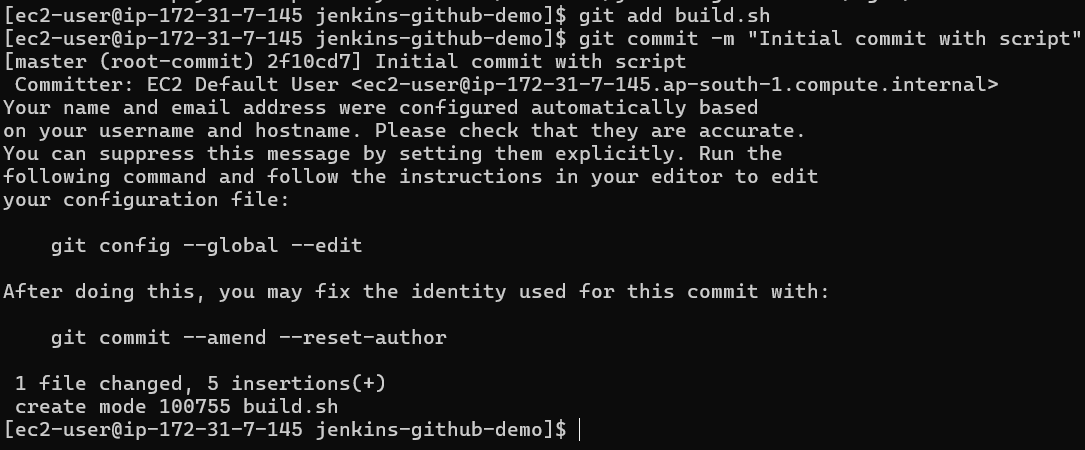 [ec2-user@ip-172-31-7-145 jenkins-github-demo]$ git add build.sh
[ec2-user@ip-172-31-7-145 jenkins-github-demo]$ git commit -m "Initial commit with script"
[master (root-commit) 2f10cd7] Initial commit with script
 Committer: EC2 Default User <ec2-user@ip-172-31-7-145.ap-south-1.compute.internal>
Your name and email address were configured automatically based
on your username and hostname. Please check that they are accurate.
You can suppress this message by setting them explicitly. Run the
following command and follow the instructions in your editor to edit
your configuration file:

    git config --global --edit

After doing this, you may fix the identity used for this commit with:

    git commit --amend --reset-author

 1 file changed, 5 insertions(+)
 create mode 100755 build.sh
[ec2-user@ip-172-31-7-145 jenkins-github-demo]$